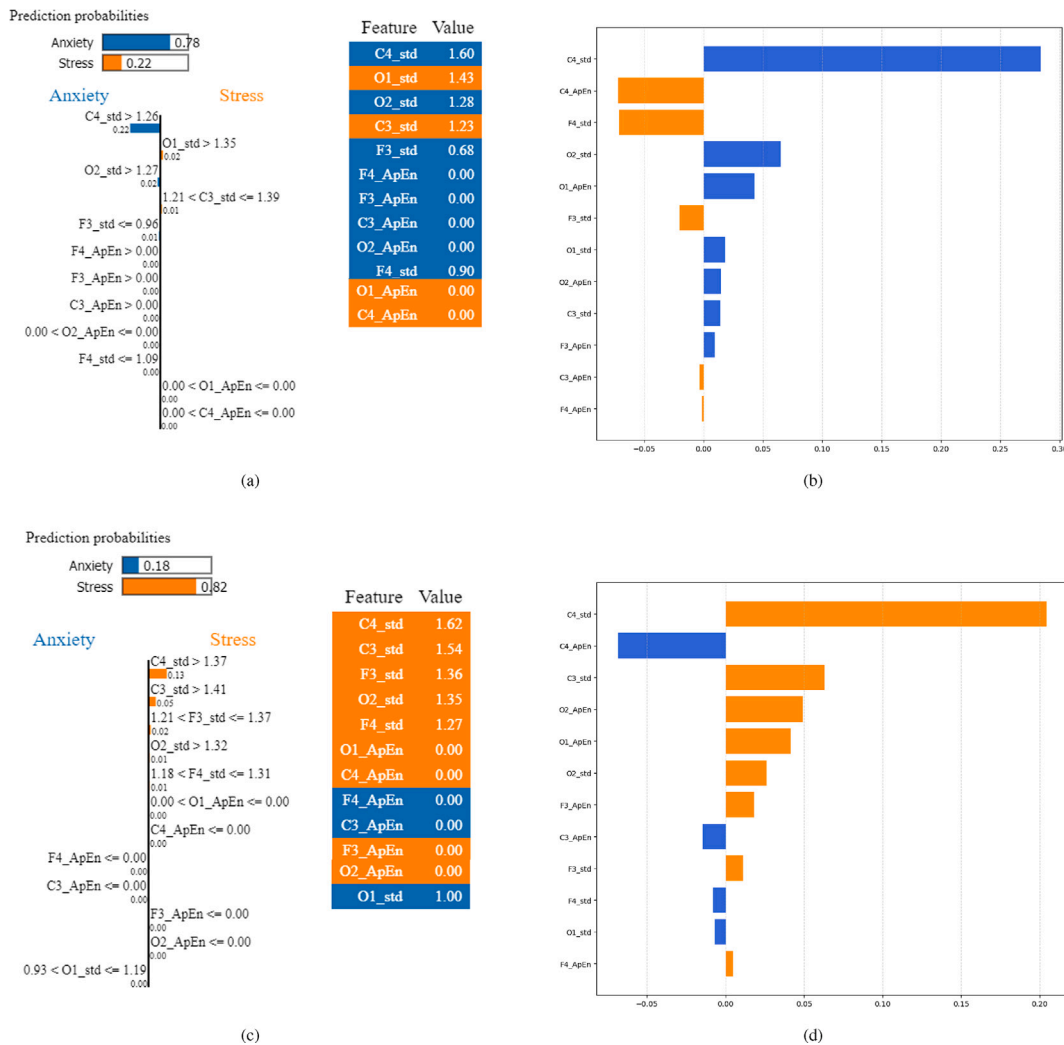 Prediction probabilities
Anxiety 0.78
Stress 0.22
Anxiety Stress
C4_std > 1.26
0.22
O1_std > 1.35
0.02
O2_std > 1.27
0.02
1.21 < C3_std <= 1.39
0.01
F3_std <= 0.96
0.01
F4_ApEn > 0.00
0.00
F3_ApEn > 0.00
0.00
C3_ApEn > 0.00
0.00
0.00 < O2_ApEn <= 0.00
0.00
F4_std <= 1.09
0.00
0.00 < O1_ApEn <= 0.00
0.00
0.00 < C4_ApEn <= 0.00
0.00
Feature Value
C4_std 1.60
O1_std 1.43
O2_std 1.28
C3_std 1.23
F3_std 0.68
F4_ApEn 0.00
F3_ApEn 0.00
C3_ApEn 0.00
O2_ApEn 0.00
F4_std 0.90
O1_ApEn 0.00
C4_ApEn 0.00
(a)
C4_std
C4_ApEn
F4_std
O2_std
O1_ApEn
F3_std
O1_std
O2_ApEn
C3_std
F3_ApEn
C3_ApEn
F4_ApEn
−0.05 0.00 0.05 0.10 0.15 0.20 0.25 0.30
(b)
Prediction probabilities
Anxiety 0.18
Stress 0.82
Anxiety Stress
C4_std > 1.37
0.13
C3_std > 1.41
0.05
1.21 < F3_std <= 1.37
0.02
O2_std > 1.32
0.01
1.18 < F4_std <= 1.31
0.01
0.00 < O1_ApEn <= 0.00
0.00
C4_ApEn <= 0.00
0.00
F4_ApEn <= 0.00
0.00
C3_ApEn <= 0.00
0.00
F3_ApEn <= 0.00
0.00
O2_ApEn <= 0.00
0.00
0.93 < O1_std <= 1.19
0.00
Feature Value
C4_std 1.62
C3_std 1.54
F3_std 1.36
O2_std 1.35
F4_std 1.27
O1_ApEn 0.00
C4_ApEn 0.00
F4_ApEn 0.00
C3_ApEn 0.00
F3_ApEn 0.00
O2_ApEn 0.00
O1_std 1.00
(c)
C4_std
C4_ApEn
C3_std
O2_ApEn
O1_ApEn
O2_std
F3_ApEn
C3_ApEn
F3_std
F4_std
O1_std
F4_ApEn
−0.05 0.00 0.05 0.10 0.15 0.20
(d)